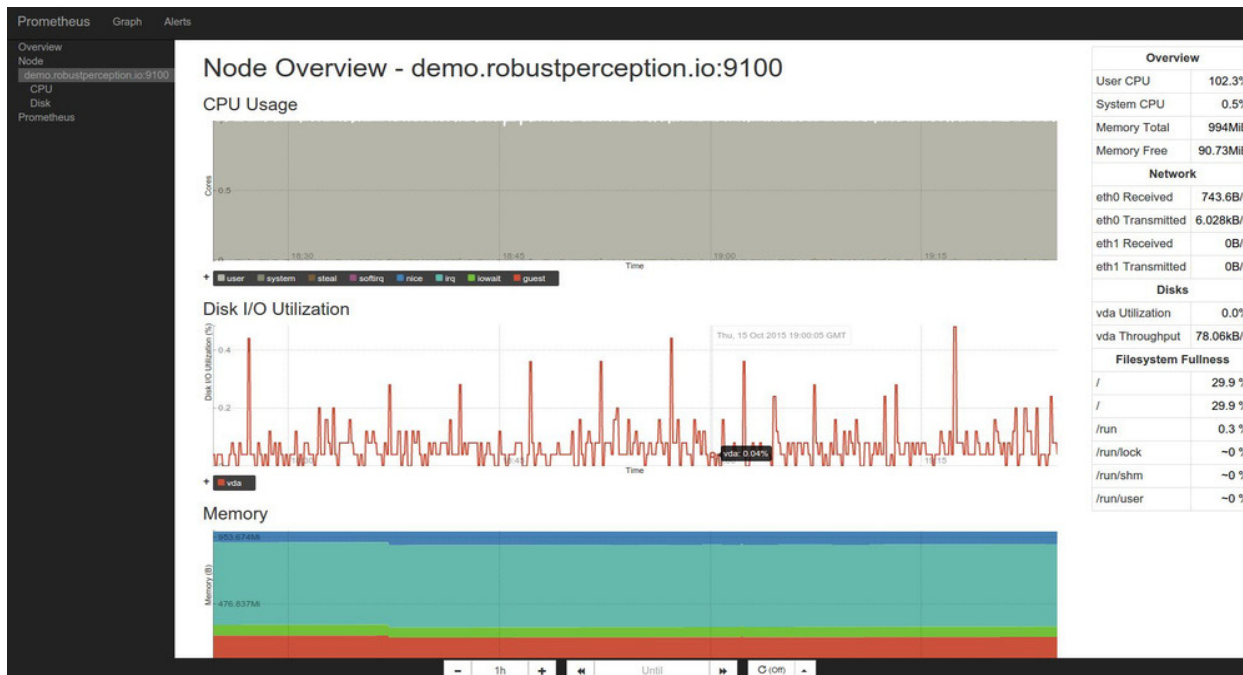 Prometheus Graph Alerts
Overview
Node
demo.robustperception.io:9100
CPU
Disk
Prometheus
Node Overview - demo.robustperception.io:9100
CPU Usage
Cores
0.5
0
18:30 18:45 19:00 19:15
Time
+ user system steal softirq nice irq iowait guest
Disk I/O Utilization
Disk I/O Utilization (%)
0.4
0.2
Thu, 15 Oct 2015 19:00:05 GMT
vda: 0.04%
18:45 19:15
Time
+ vda
Memory
Memory (B)
953.674Mi
476.837Mi
Overview
User CPU 102.3%
System CPU 0.5%
Memory Total 994Mi
Memory Free 90.73Mi
Network
eth0 Received 743.6B/
eth0 Transmitted 6.028kB/
eth1 Received 0B/
eth1 Transmitted 0B/
Disks
vda Utilization 0.0%
vda Throughput 78.06kB/
Filesystem Fullness
/ 29.9 %
/ 29.9 %
/run 0.3 %
/run/lock ~0 %
/run/shm ~0 %
/run/user ~0 %
− 1h + Until (Off)